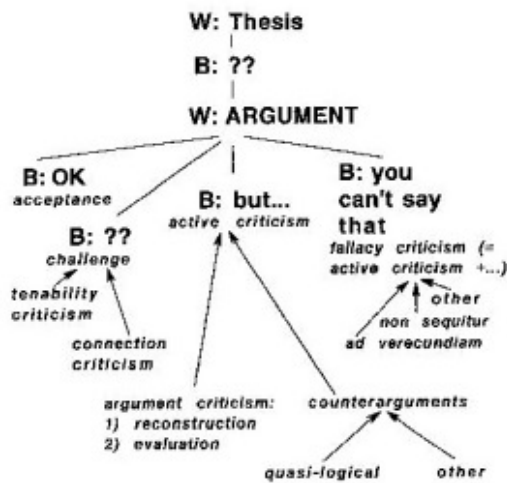 W: Thesis
B: ??
W: ARGUMENT
B: OK
acceptance
B: ??
challenge
tenability
criticism
connection
criticism
B: but...
active criticism
argument criticism:
1) reconstruction
2) evaluation
counterarguments
quasi-logical
other
B: you
can't say
that
fallacy criticism (=
active criticism +...)
other
non sequitur
ad verecundiam